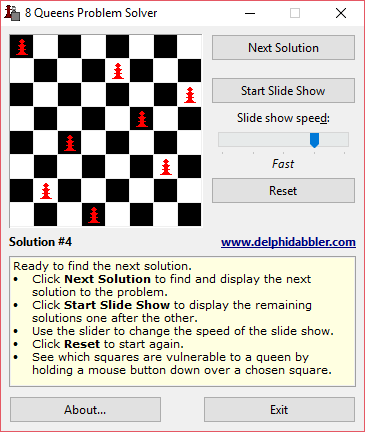 8 Queens Problem Solver
Next Solution
Start Slide Show
Slide show speed:
Fast
Reset
Solution #4
www.delphidabbler.com
Ready to find the next solution.
• Click Next Solution to find and display the next
solution to the problem.
• Click Start Slide Show to display the remaining
solutions one after the other.
• Use the slider to change the speed of the slide show.
• Click Reset to start again.
• See which squares are vulnerable to a queen by
holding a mouse button down over a chosen square.
About...
Exit